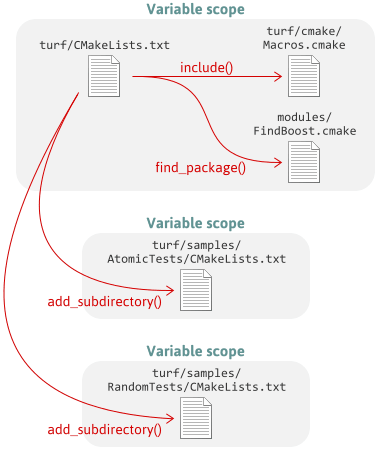 Variable scope
turf/CMakeLists.txt
turf/cmake/
Macros.cmake
include()
modules/
FindBoost.cmake
find_package()
Variable scope
turf/samples/
AtomicTests/CMakeLists.txt
add_subdirectory()
Variable scope
turf/samples/
RandomTests/CMakeLists.txt
add_subdirectory()